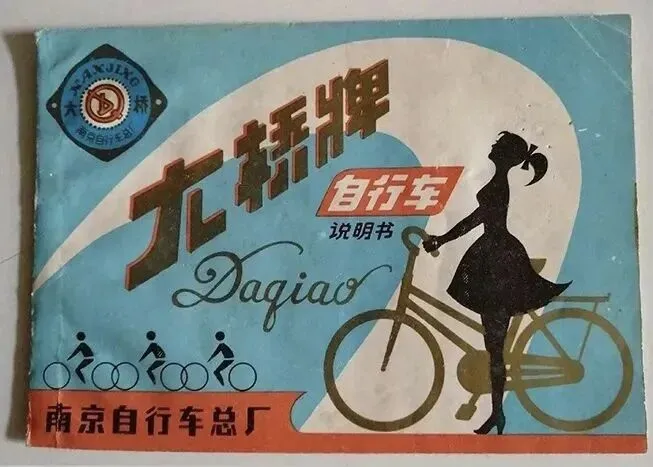 NANJING
大桥
南京自行车总厂
大桥牌
自行车
说明书
Daqiao
南京自行车总厂